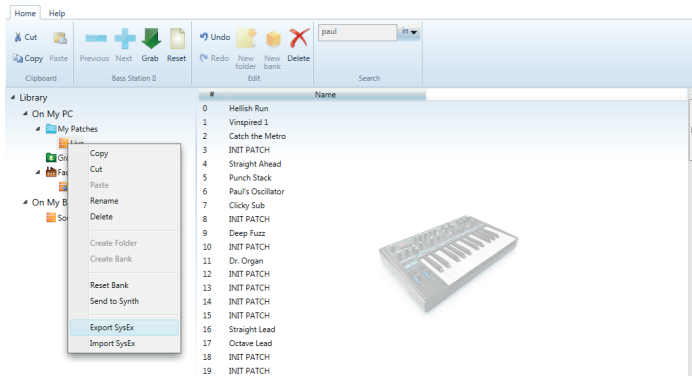 Home Help
Cut
Copy Paste
Clipboard
Previous Next Grab Reset
Bass Station II
Undo
Redo New folder New bank Delete
Edit
paul in
Search
Library
On My PC
My Patches
Live
Gra
Fac
On My B
So
Copy
Cut
Paste
Rename
Delete
Create Folder
Create Bank
Reset Bank
Send to Synth
Export SysEx
Import SysEx
# Name
0 Hellish Run
1 Vinspired 1
2 Catch the Metro
3 INIT PATCH
4 Straight Ahead
5 Punch Stack
6 Paul's Oscillator
7 Clicky Sub
8 INIT PATCH
9 Deep Fuzz
10 INIT PATCH
11 Dr. Organ
12 INIT PATCH
13 INIT PATCH
14 INIT PATCH
15 INIT PATCH
16 Straight Lead
17 Octave Lead
18 INIT PATCH
19 INIT PATCH